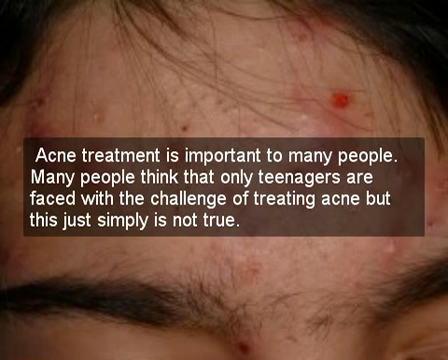 Acne treatment is important to many people.
Many people think that only teenagers are
faced with the challenge of treating acne but
this just simply is not true.